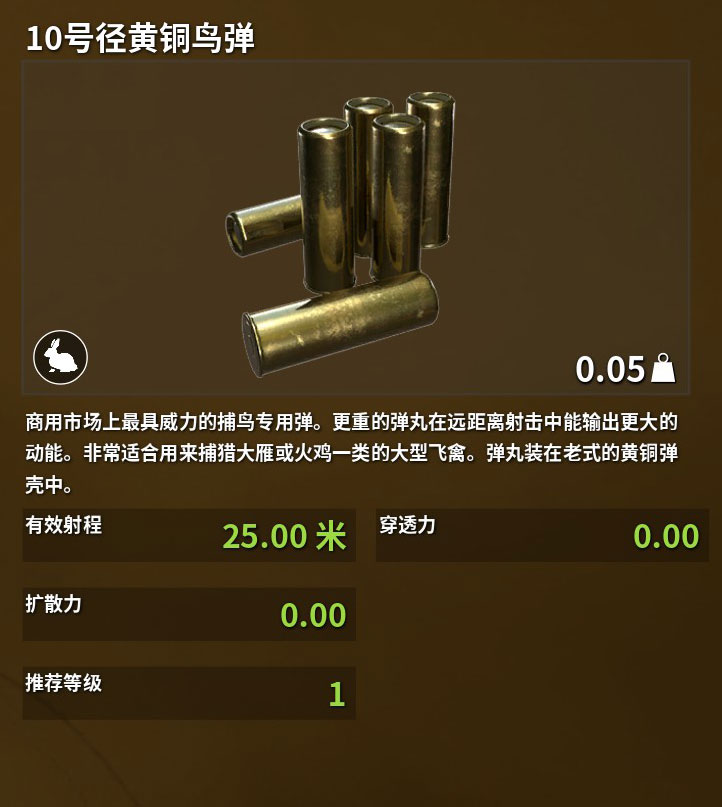 10号径黄铜鸟弹
0.05
商用市场上最具威力的捕鸟专用弹。更重的弹丸在远距离射击中能输出更大的
动能。非常适合用来捕猎大雁或火鸡一类的大型飞禽。弹丸装在老式的黄铜弹
壳中。
有效射程
25.00 米
穿透力
0.00
扩散力
0.00
推荐等级
1